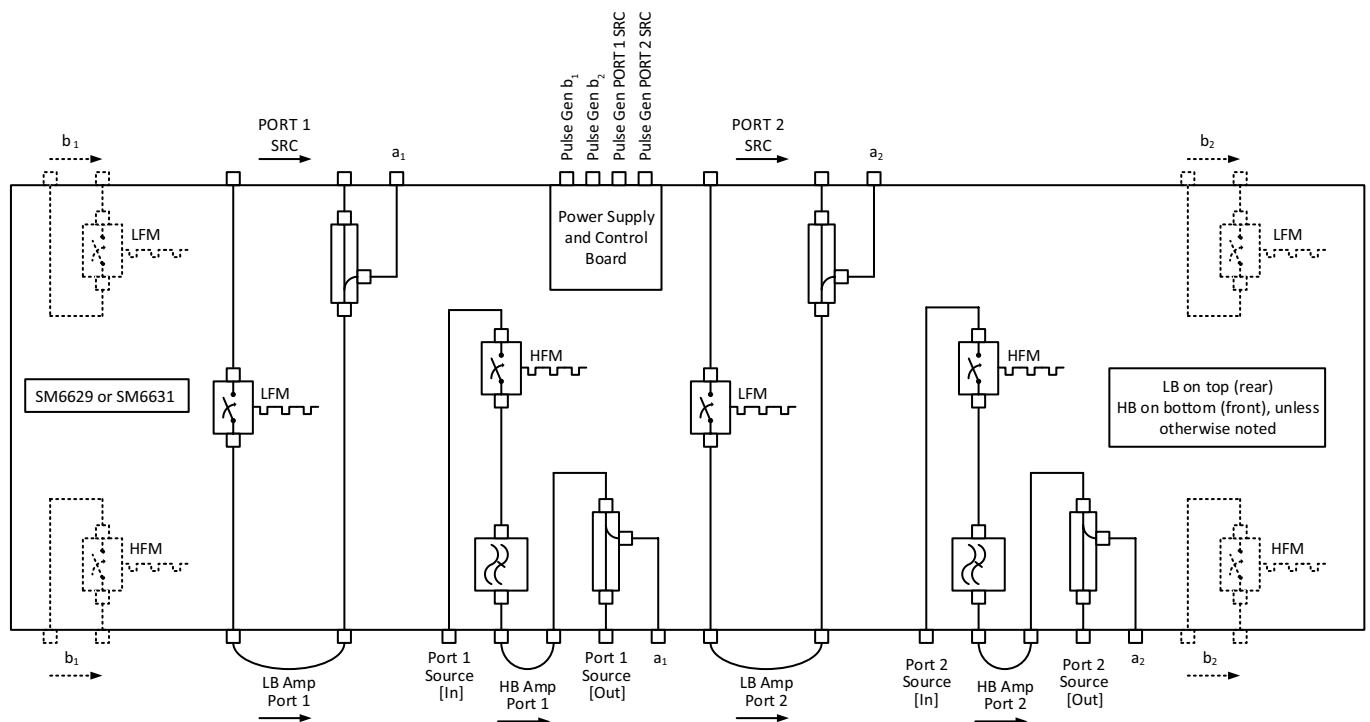 Pulse Gen b1
Pulse Gen b2
Pulse Gen PORT 1 SRC
Pulse Gen PORT 2 SRC
b1
PORT 1
SRC
a1
PORT 2
SRC
a2
b2
Power Supply
and Control
Board
LFM
LFM
HFM
HFM
SM6629 or SM6631
LFM
LFM
LB on top (rear)
HB on bottom (front), unless
otherwise noted
HFM
HFM
b1
LB Amp
Port 1
Port 1
Source
[In]
HB Amp
Port 1
Port 1
Source
[Out]
a1
LB Amp
Port 2
Port 2
Source
[In]
HB Amp
Port 2
Port 2
Source
[Out]
a2
b2